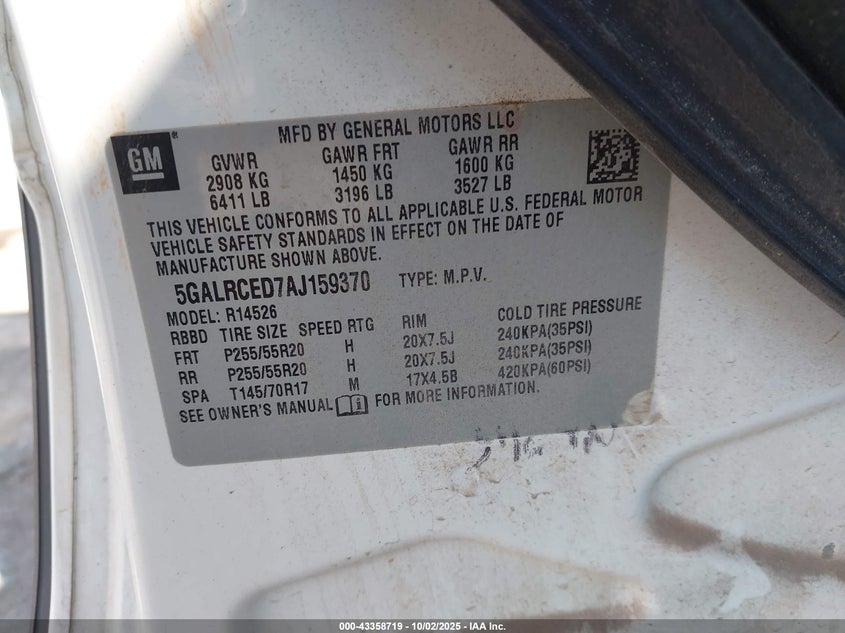 MFD BY GENERAL MOTORS LLC
GM
GVWR GAWR FRT GAWR RR
2908 KG 1450 KG 1600 KG
6411 LB 3196 LB 3527 LB
THIS VEHICLE CONFORMS TO ALL APPLICABLE U.S. FEDERAL MOTOR
VEHICLE SAFETY STANDARDS IN EFFECT ON THE DATE OF
MANUFACTURE SHOWN ABOVE.
5GALRCED7AJ159370 TYPE: M.P.V.
MODEL: R14526
RBBD TIRE SIZE SPEED RTG RIM COLD TIRE PRESSURE
FRT P255/55R20 H 20X7.5J 240KPA(35PSI)
RR P255/55R20 H 20X7.5J 240KPA(35PSI)
SPA T145/70R17 M 17X4.5B 420KPA(60PSI)
SEE OWNER'S MANUAL FOR MORE INFORMATION.
000-43358719 - 10/02/2025 - IAA Inc.